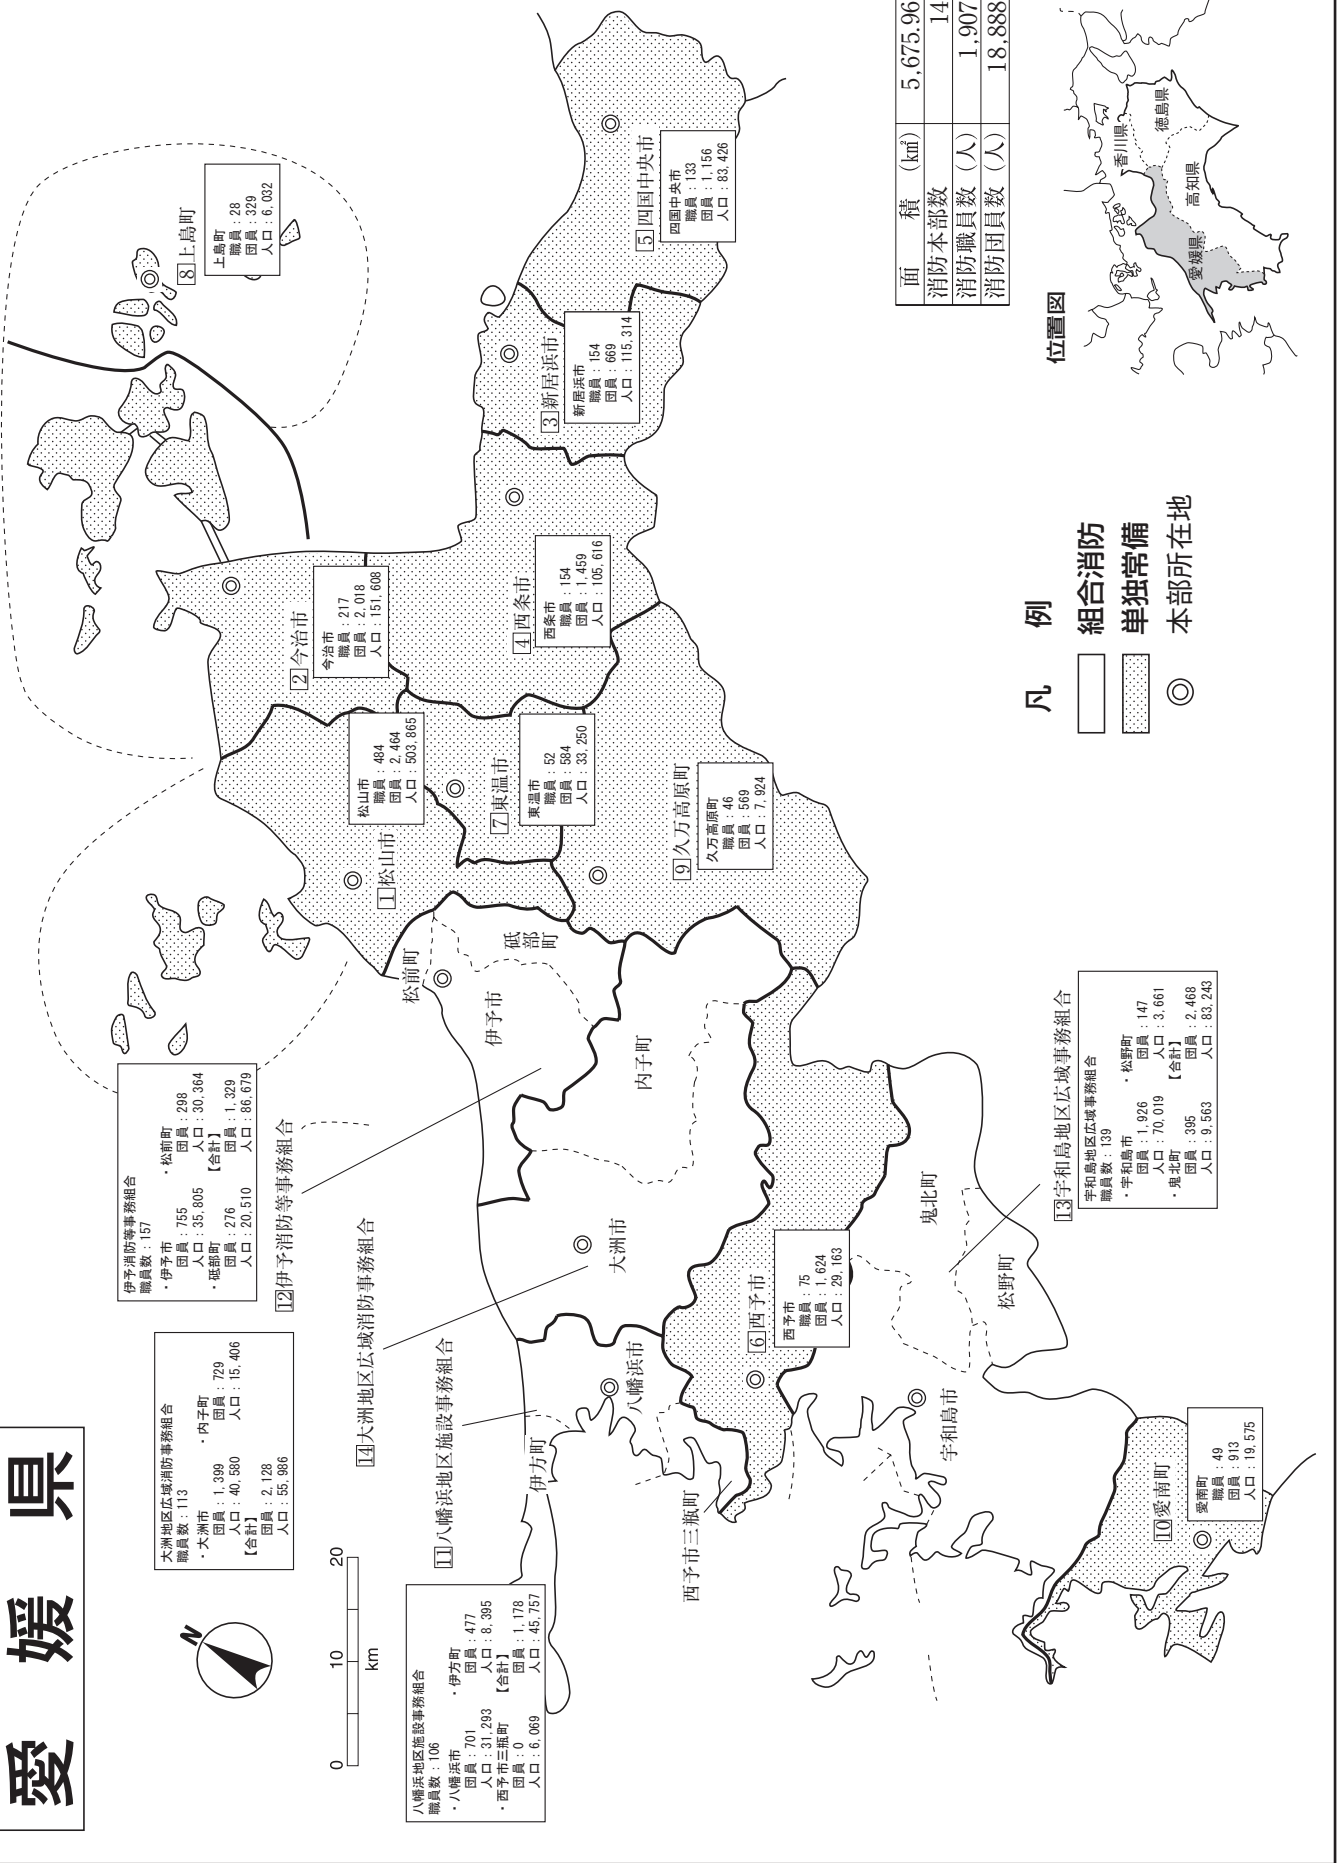 愛媛県
八幡浜地区施設事務組合
職員数：106
・八幡浜市
団員：701
人口：31,293
・西予市三瓶町
団員：0
人口：6,069
・伊方町
団員：477
人口：8,395
【合計】
団員：1,178
人口：45,757
大洲地区広域消防事務組合
職員数：113
・大洲市
団員：1,399
人口：40,580
・内子町
団員：729
人口：15,406
【合計】
団員：2,128
人口：55,986
伊予消防等事務組合
職員数：157
・伊予市
団員：755
人口：35,805
・砥部町
団員：276
人口：20,510
・松前町
団員：298
人口：30,364
【合計】
団員：1,329
人口：86,679
N
0 10 20
km
11八幡浜地区施設事務組合
14大洲地区広域消防事務組合
12伊予消防等事務組合
伊方町
八幡浜市
西予市三瓶町
大洲市
内子町
伊予市
松前町
砥部町
1松山市
松山市
職員：484
団員：2,464
人口：503,865
2今治市
今治市
職員：217
団員：2,018
人口：151,608
8上島町
上島町
職員：28
団員：329
人口：6,032
7東温市
東温市
職員：52
団員：584
人口：33,250
4西条市
西条市
職員：154
団員：1,459
人口：105,616
3新居浜市
新居浜市
職員：154
団員：669
人口：115,314
5四国中央市
四国中央市
職員：133
団員：1,156
人口：83,426
9久万高原町
久万高原町
職員：46
団員：569
人口：7,924
6西予市
西予市
職員：75
団員：1,624
人口：29,163
宇和島市
鬼北町
松野町
13宇和島地区広域事務組合
宇和島地区広域事務組合
職員数：139
・宇和島市
団員：1,926
人口：70,019
・鬼北町
団員：395
人口：9,563
・松野町
団員：147
人口：3,661
【合計】
団員：2,468
人口：83,243
10愛南町
愛南町
職員：49
団員：913
人口：19,575
面積（㎢） 5,675.96
消防本部数 14
消防職員数（人） 1,907
消防団員数（人） 18,888
凡例
組合消防
単独常備
本部所在地
位置図
香川県
徳島県
愛媛県
高知県